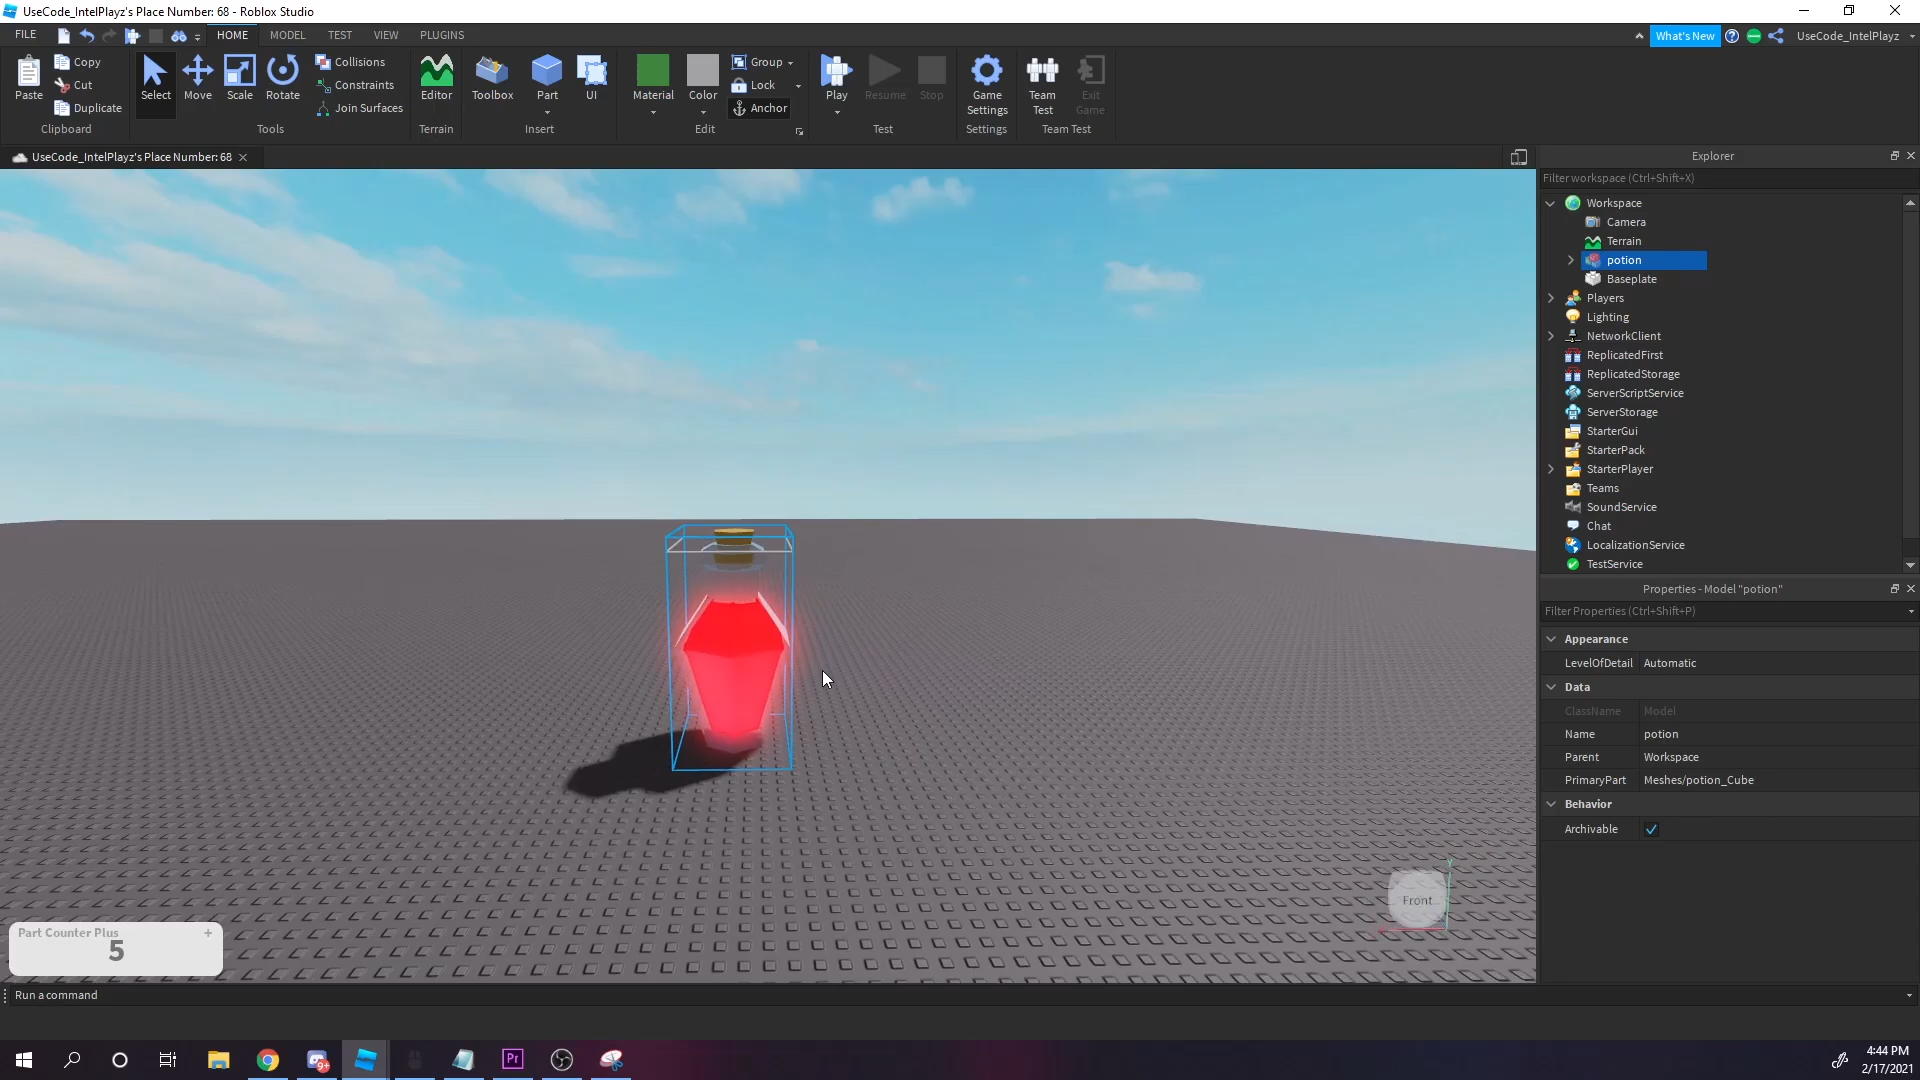 UseCode_IntelPlayz's Place Number: 68 - Roblox Studio
FILE
HOME
MODEL
TEST
VIEW
PLUGINS
What's New
UseCode_IntelPlayz
Paste
Copy
Cut
Duplicate
Clipboard
Select
Move
Scale
Rotate
Collisions
Constraints
Join Surfaces
Tools
Editor
Terrain
Toolbox
Part
UI
Insert
Material
Color
Group
Lock
Anchor
Edit
Play
Resume
Stop
Test
Game
Settings
Settings
Team
Test
Exit
Game
Team Test
UseCode_IntelPlayz's Place Number: 68
Explorer
Filter workspace (Ctrl+Shift+X)
Workspace
Camera
Terrain
potion
Baseplate
Players
Lighting
NetworkClient
ReplicatedFirst
ReplicatedStorage
ServerScriptService
ServerStorage
StarterGui
StarterPack
StarterPlayer
Teams
SoundService
Chat
LocalizationService
TestService
Properties - Model "potion"
Filter Properties (Ctrl+Shift+P)
Appearance
LevelOfDetail Automatic
Data
ClassName Model
Name potion
Parent Workspace
PrimaryPart Meshes/potion_Cube
Behavior
Archivable
Y
Front
Part Counter Plus +
5
Run a command
9+
Pr
4:44 PM
2/17/2021